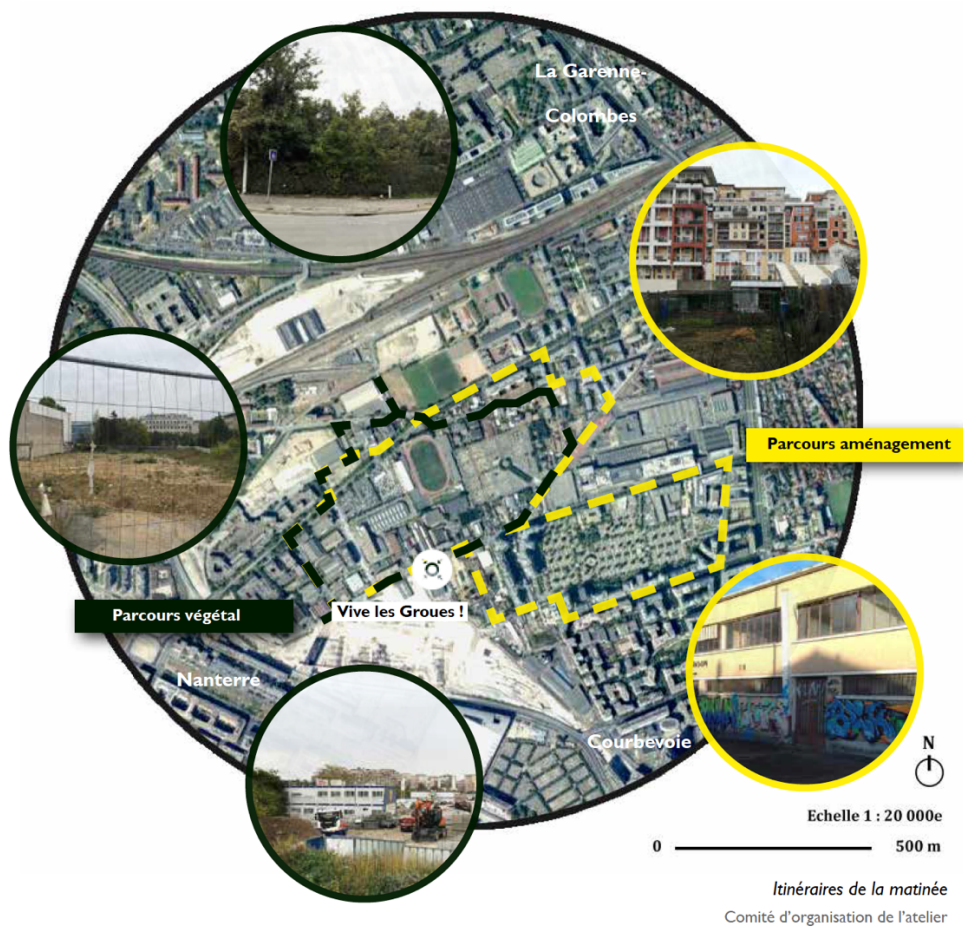 La Garenne-
Colombes
Parcours aménagement
Parcours végétal
Vive les Groues !
Nanterre
Courbevoie
N
Echelle 1 : 20 000e
0
500 m
Itinéraires de la matinée
Comité d'organisation de l'atelier